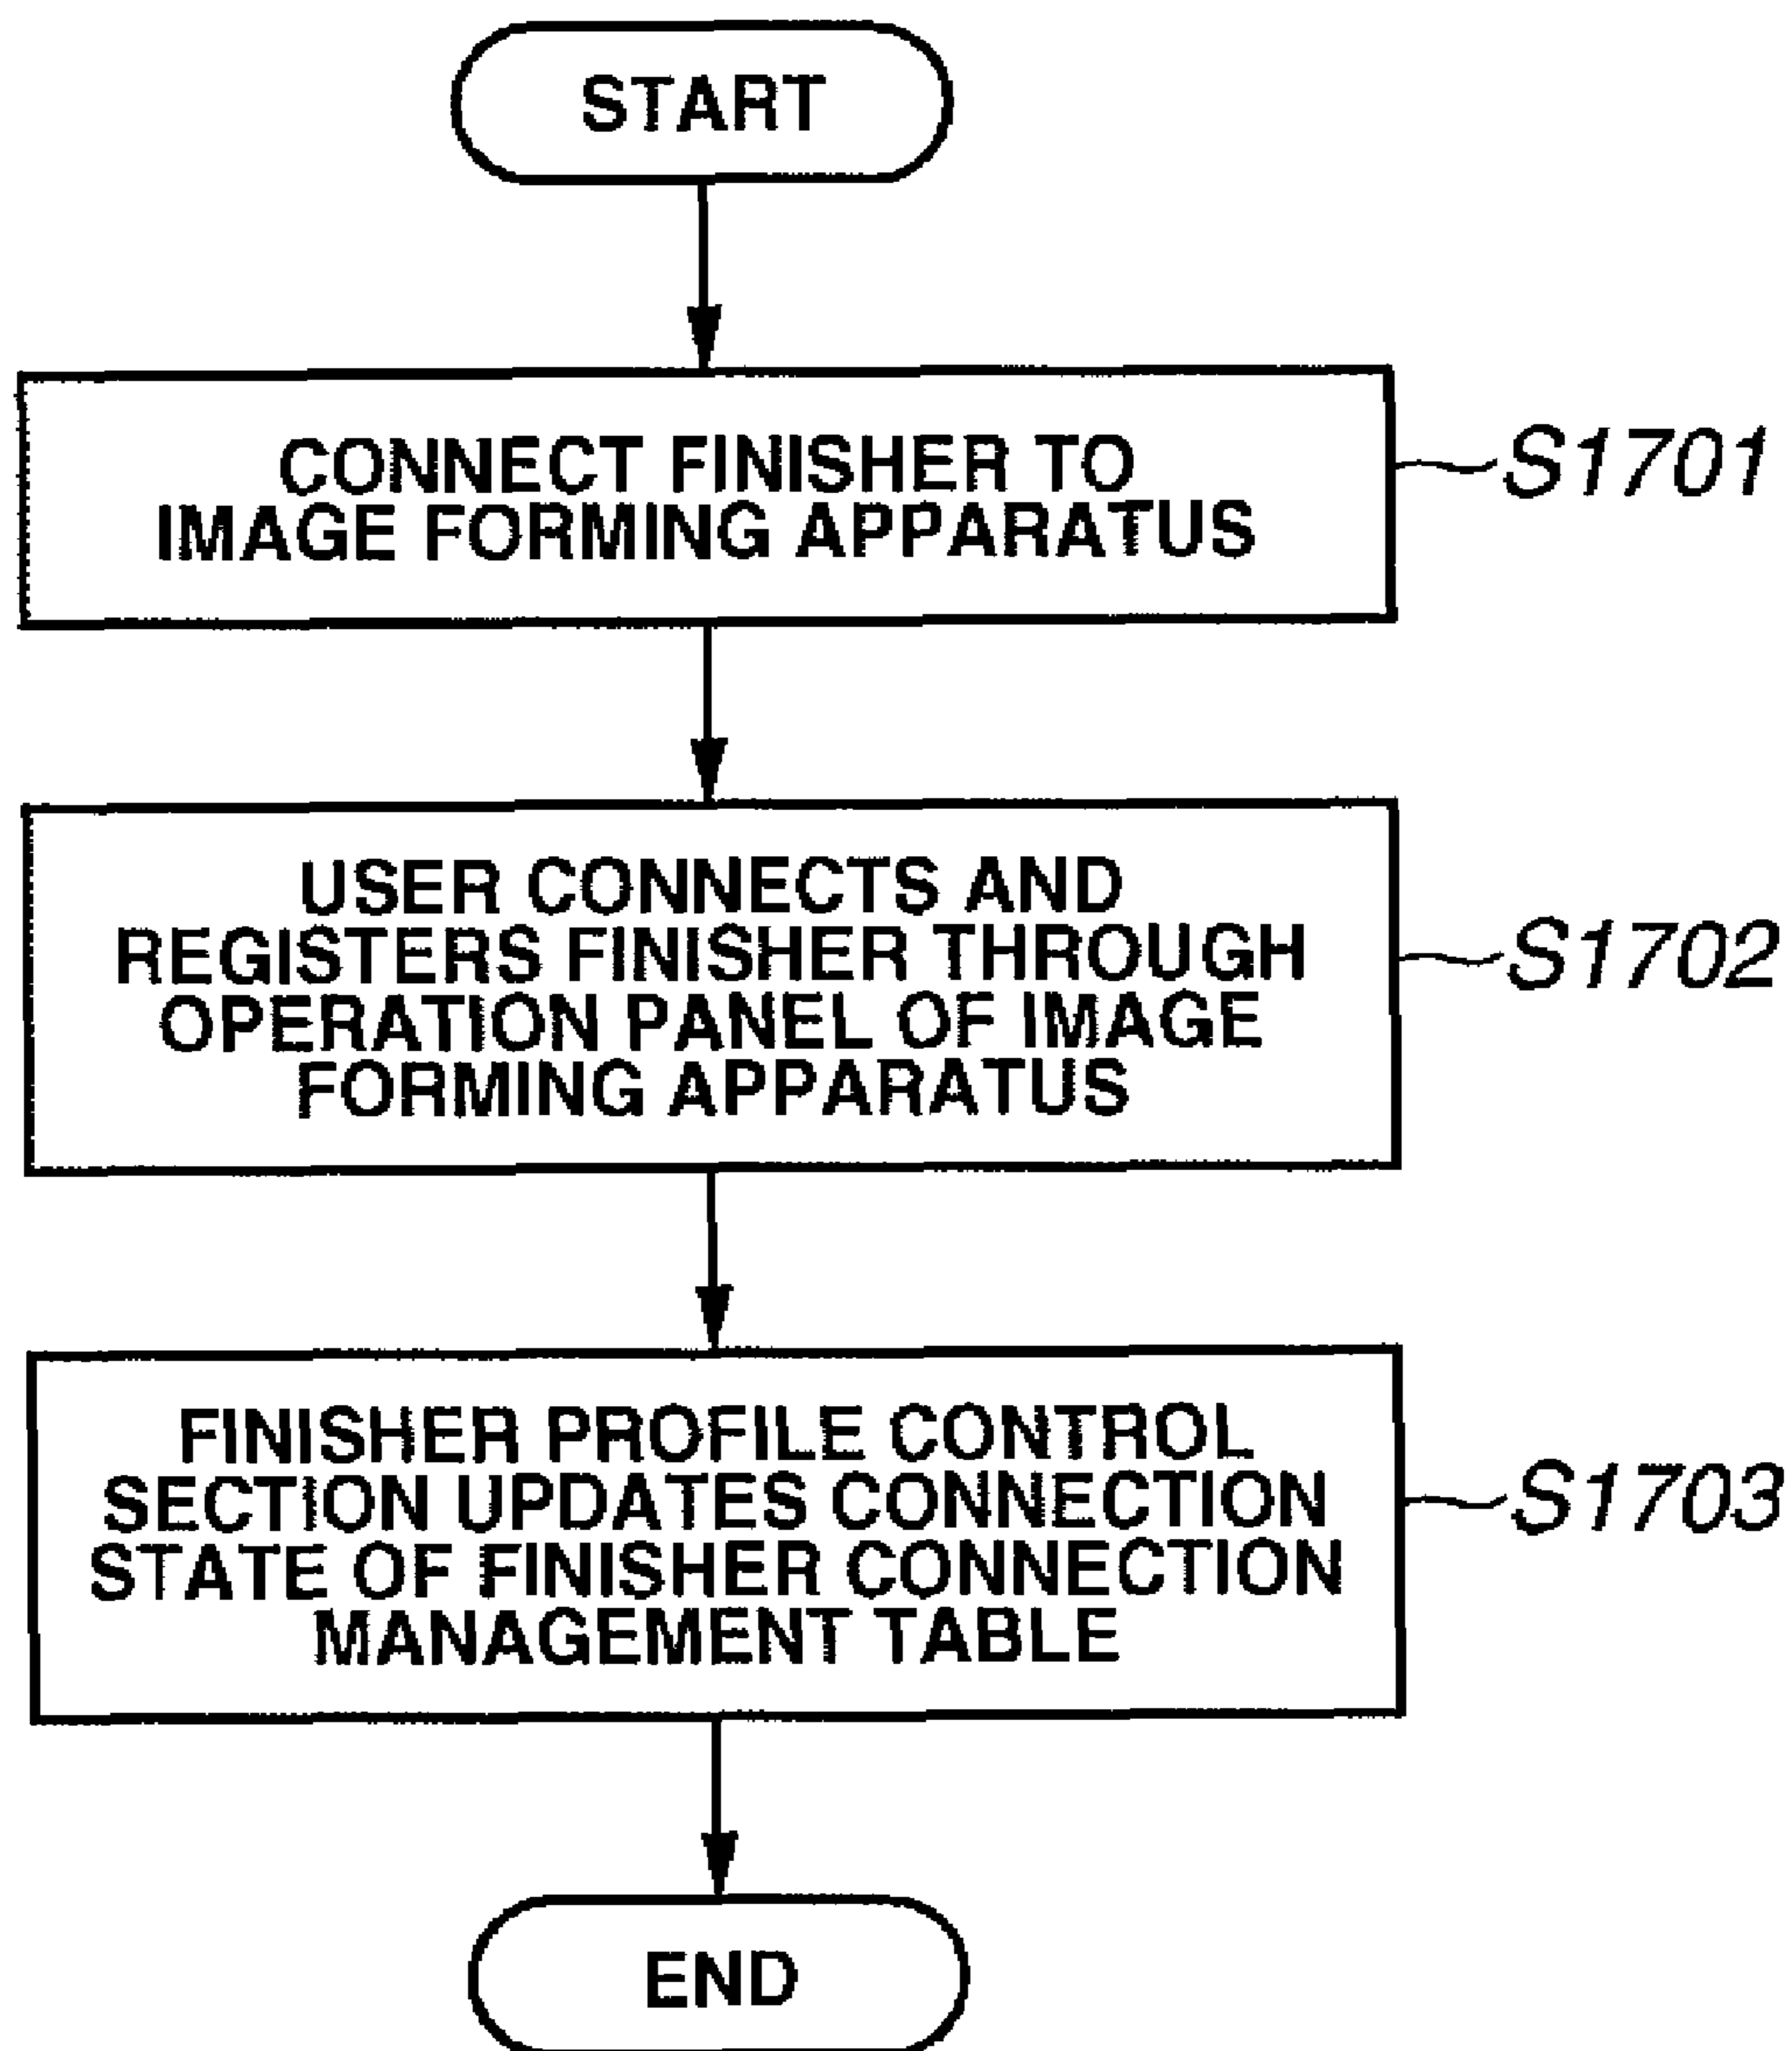 START
CONNECT FINISHER TO
IMAGE FORMING APPARATUS
S1701
USER CONNECTS AND
REGISTERS FINISHER THROUGH
OPERATION PANEL OF IMAGE
FORMING APPARATUS
S1702
FINISHER PROFILE CONTROL
SECTION UPDATES CONNECTION
STATE OF FINISHER CONNECTION
MANAGEMENT TABLE
S1703
END